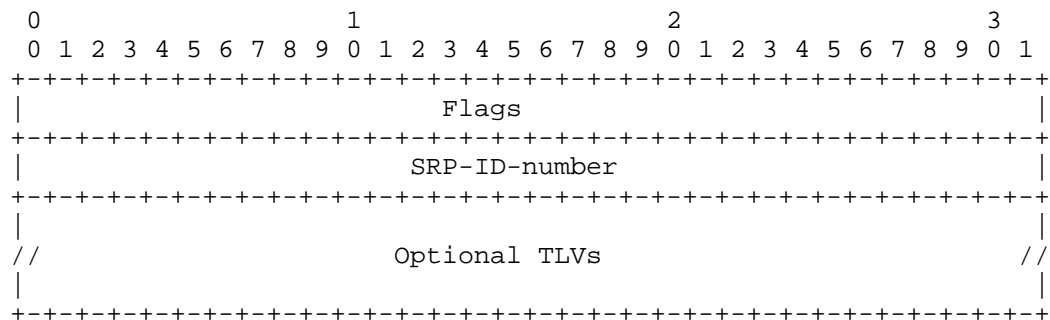 0                   1                   2                   3
 0 1 2 3 4 5 6 7 8 9 0 1 2 3 4 5 6 7 8 9 0 1 2 3 4 5 6 7 8 9 0 1
+-+-+-+-+-+-+-+-+-+-+-+-+-+-+-+-+-+-+-+-+-+-+-+-+-+-+-+-+-+-+-+-+
|                          Flags                                |
+-+-+-+-+-+-+-+-+-+-+-+-+-+-+-+-+-+-+-+-+-+-+-+-+-+-+-+-+-+-+-+-+
|                        SRP-ID-number                          |
+-+-+-+-+-+-+-+-+-+-+-+-+-+-+-+-+-+-+-+-+-+-+-+-+-+-+-+-+-+-+-+-+
|                                                               |
//                      Optional TLVs                          //
|                                                               |
+-+-+-+-+-+-+-+-+-+-+-+-+-+-+-+-+-+-+-+-+-+-+-+-+-+-+-+-+-+-+-+-+